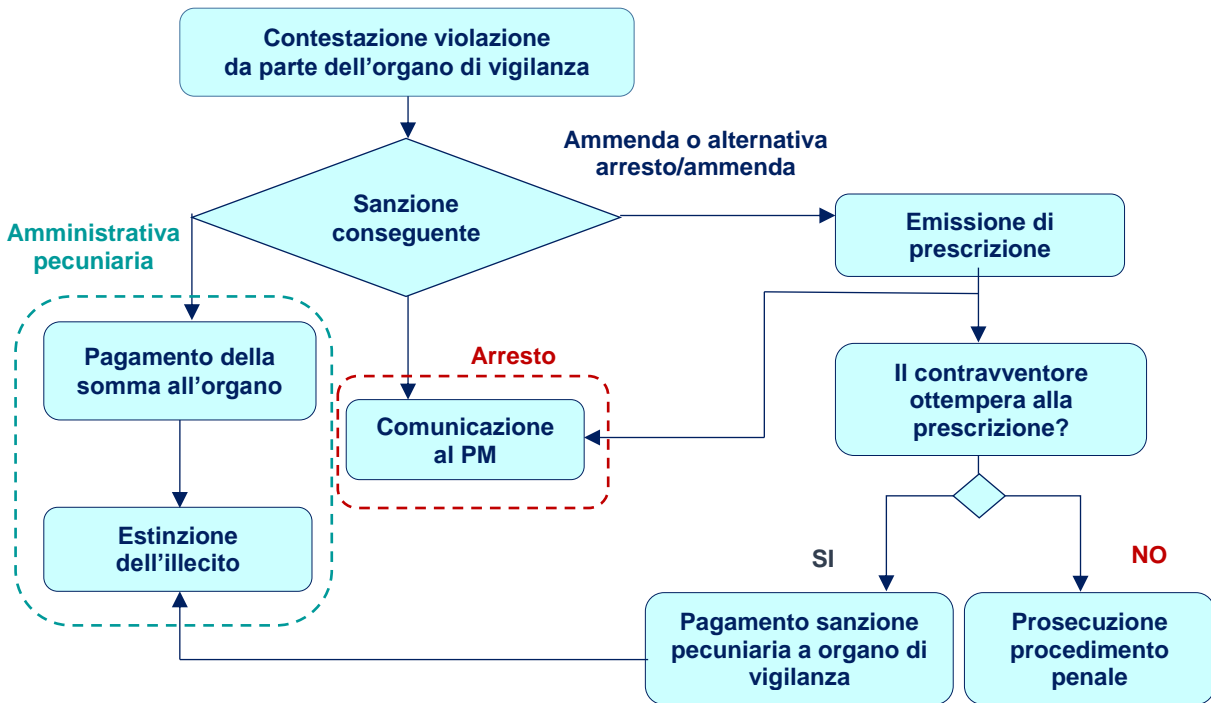 Contestazione violazione
da parte dell'organo di vigilanza
Ammenda o alternativa
arresto/ammenda
Sanzione
conseguente
Emissione di
prescrizione
Amministrativa
pecuniaria
Pagamento della
somma all'organo
Arresto
Comunicazione
al PM
Il contravventore
ottempera alla
prescrizione?
Estinzione
dell'illecito
SI
NO
Pagamento sanzione
pecuniaria a organo di
vigilanza
Prosecuzione
procedimento
penale